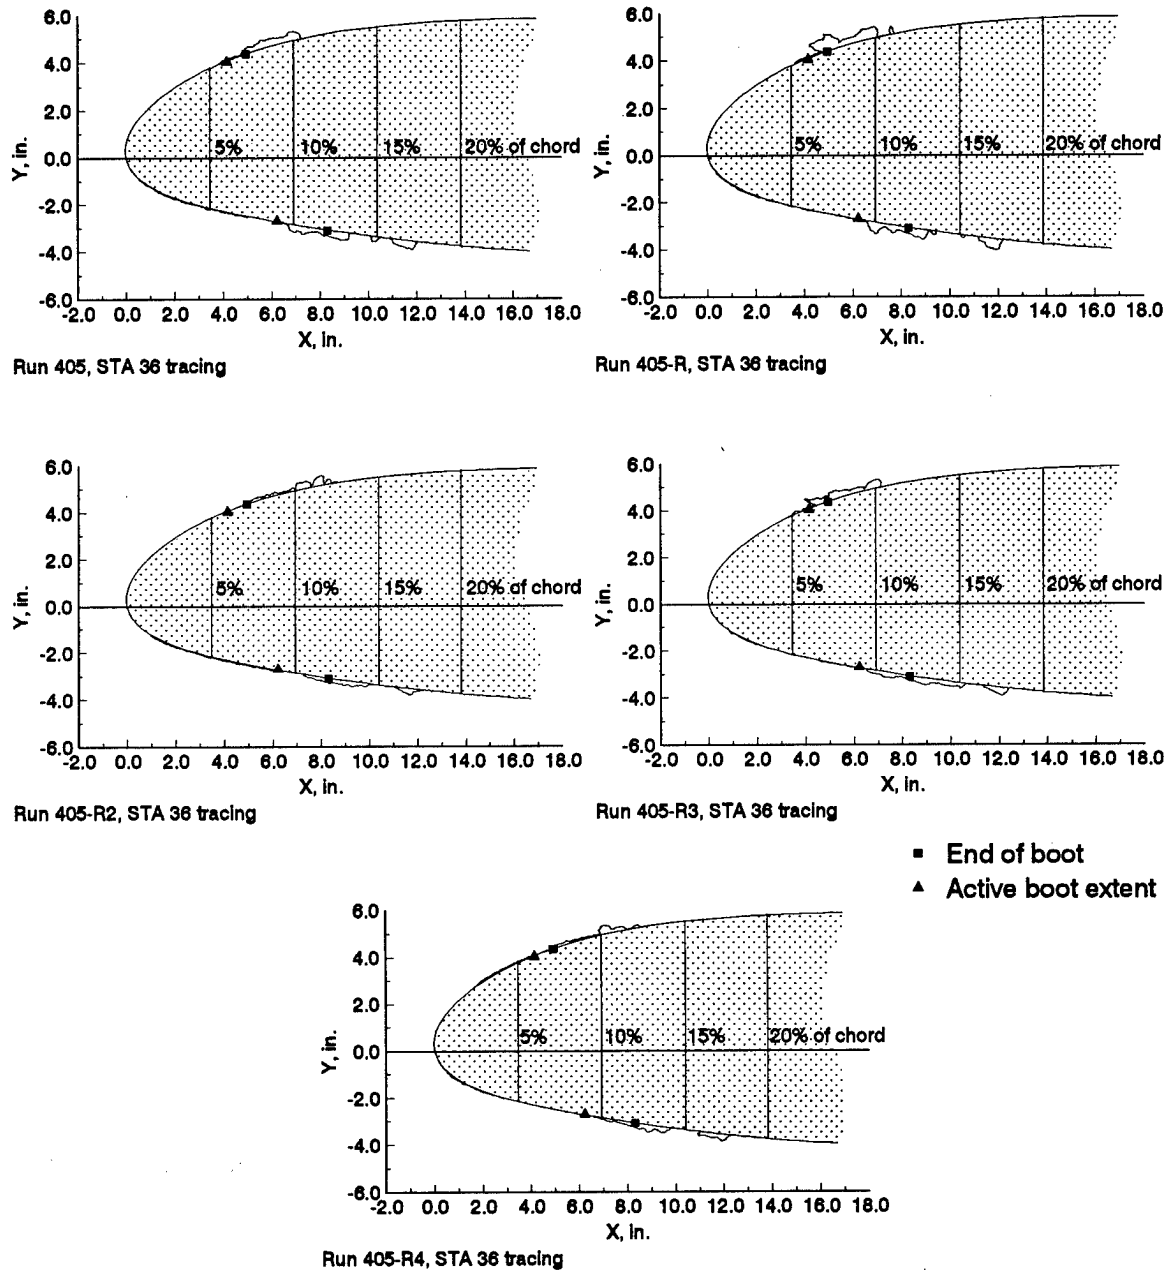 6.0
4.0
2.0
0.0
-2.0
-4.0
-6.0
Y, in.
5% 10% 15% 20% of chord
-2.0 0.0 2.0 4.0 6.0 8.0 10.0 12.0 14.0 16.0 18.0
X, in.
Run 405, STA 36 tracing
6.0
4.0
2.0
0.0
-2.0
-4.0
-6.0
Y, in.
5% 10% 15% 20% of chord
-2.0 0.0 2.0 4.0 6.0 8.0 10.0 12.0 14.0 16.0 18.0
X, in.
Run 405-R, STA 36 tracing
6.0
4.0
2.0
0.0
-2.0
-4.0
-6.0
Y, in.
5% 10% 15% 20% of chord
-2.0 0.0 2.0 4.0 6.0 8.0 10.0 12.0 14.0 16.0 18.0
X, in.
Run 405-R2, STA 36 tracing
6.0
4.0
2.0
0.0
-2.0
-4.0
-6.0
Y, in.
5% 10% 15% 20% of chord
-2.0 0.0 2.0 4.0 6.0 8.0 10.0 12.0 14.0 16.0 18.0
X, in.
Run 405-R3, STA 36 tracing
End of boot
Active boot extent
6.0
4.0
2.0
0.0
-2.0
-4.0
-6.0
Y, in.
5% 10% 15% 20% of chord
-2.0 0.0 2.0 4.0 6.0 8.0 10.0 12.0 14.0 16.0 18.0
X, in.
Run 405-R4, STA 36 tracing